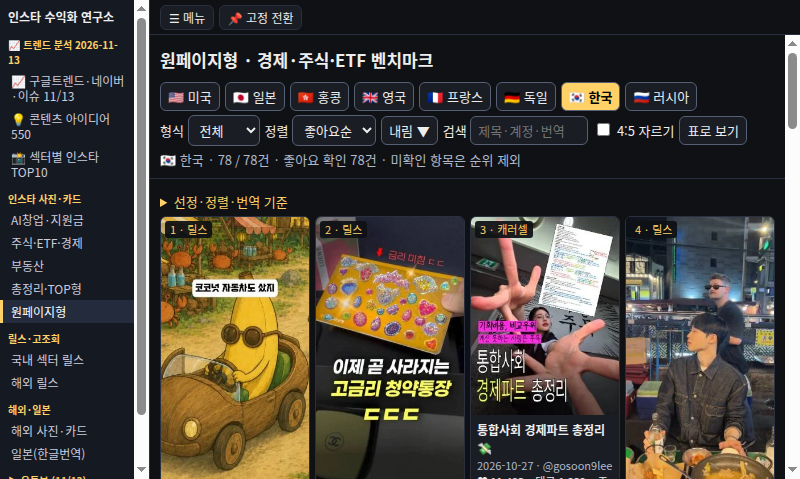 인스타 수익화 연구소
📈 트렌드 분석 2026-11-
13
📈 구글트렌드·네이버
·이슈 11/13
💡 콘텐츠 아이디어
550
📸 섹터별 인스타
TOP10
인스타 사진·카드
AI창업·지원금
주식·ETF·경제
부동산
총정리·TOP형
원페이지형
릴스·고조회
국내 섹터 릴스
해외 릴스
해외·일본
해외 사진·카드
일본(한글번역)
☰ 메뉴
📌 고정 전환
원페이지형 · 경제·주식·ETF 벤치마크
🇺🇸 미국
🇯🇵 일본
🇭🇰 홍콩
🇬🇧 영국
🇫🇷 프랑스
🇩🇪 독일
🇰🇷 한국
🇷🇺 러시아
형식 전체 정렬 좋아요순 내림 ▼ 검색 제목·계정·번역 4:5 자르기 표로 보기
🇰🇷 한국 · 78 / 78건 · 좋아요 확인 78건 · 미확인 항목은 순위 제외
▶ 선정·정렬·번역 기준
1 · 릴스
코코넛 자동차도 샀지
2 · 릴스
금리 미쳤 ㄷㄷ
이제 곧 사라지는
고금리 청약통장
ㄷㄷㄷ
3 · 캐러셀
통합사회
경제파트 총정리
통합사회 경제파트 총정리
💸
2026-10-27 · @gosoon9lee
4 · 릴스